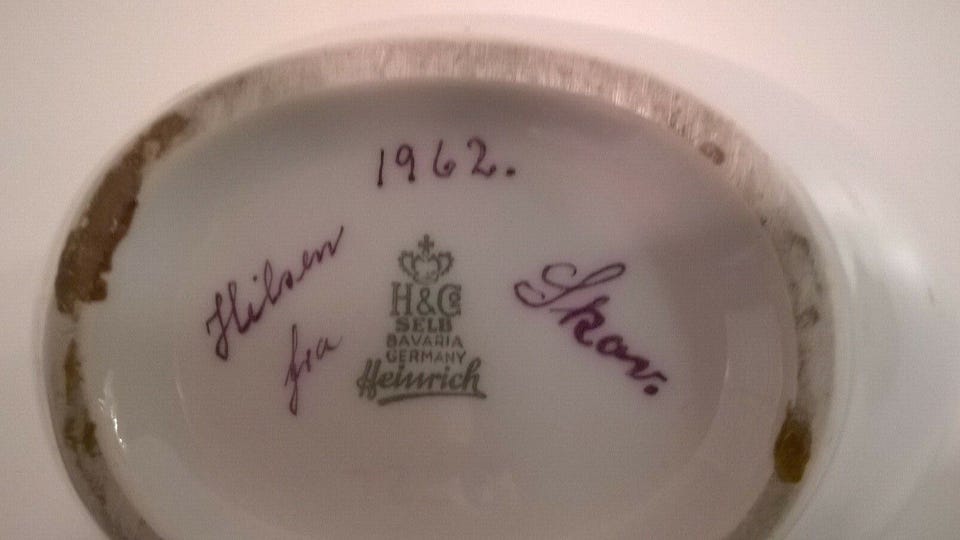 1962.
Hilsen
fra
Skov.
H&Co
SELB
BAVARIA
GERMANY
Heinrich